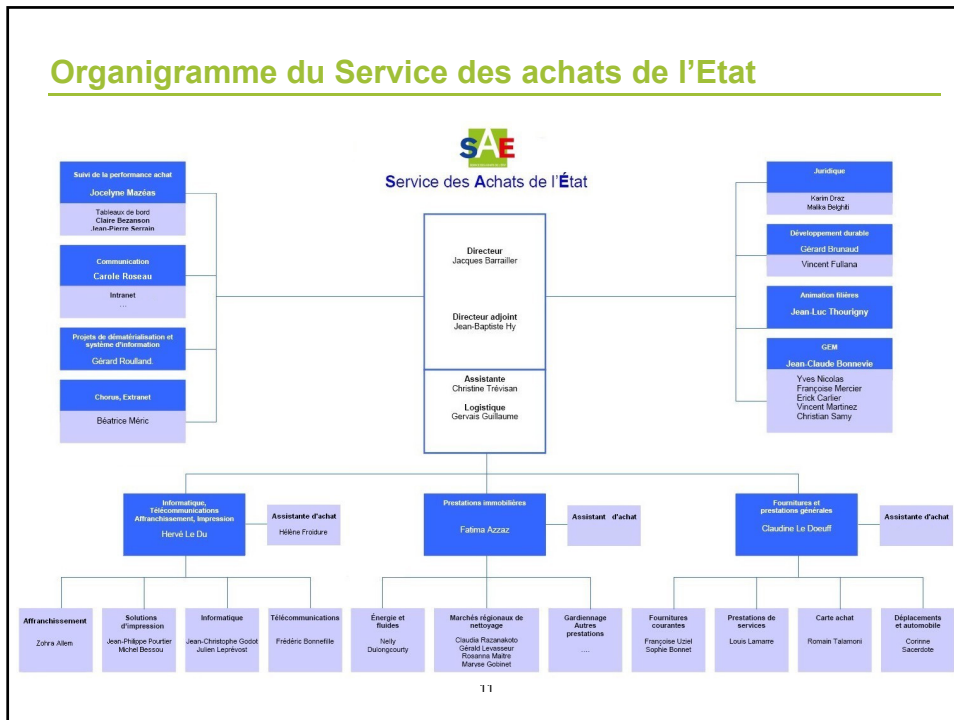 Organigramme du Service des achats de l'Etat
SAE
Service des Achats de l'État
Suivi de la performance achat
Jocelyne Mazéas
Tableaux de bord
Claire Bezanson
Jean-Pierre Serrain
Communication
Carole Roseau
Intranet
...
Projets de dématérialisation et
système d'information
Gérard Roulland.
Chorus, Extranet
Béatrice Méric
Directeur
Jacques Barrailler
Directeur adjoint
Jean-Baptiste Hy
Assistante
Christine Trévisan
Logistique
Gervais Guillaume
Juridique
Karim Draz
Malika Belghiti
Développement durable
Gérard Brunaud
Vincent Fullana
Animation filières
Jean-Luc Thourigny
GEM
Jean-Claude Bonnevie
Yves Nicolas
Françoise Mercier
Erick Carlier
Vincent Martinez
Christian Samy
Informatique,
Télécommunications
Affranchissement, Impression
Hervé Le Du
Assistante d'achat
Hélène Froidure
Prestations immobilières
Fatima Azzaz
Assistant d'achat
Fournitures et
prestations générales
Claudine Le Doeuff
Assistante d'achat
Affranchissement
Zohra Allem
Solutions
d'impression
Jean-Philippe Pourtier
Michel Bessou
Informatique
Jean-Christophe Godot
Julien Leprévost
Télécommunications
Frédéric Bonnefille
Énergie et
fluides
Nelly
Dulongcourty
Marchés régionaux de
nettoyage
Claudia Razanakoto
Gérald Levasseur
Rosanna Maitre
Maryse Gobinet
Gardiennage
Autres
prestations
....
Fournitures
courantes
Françoise Uziel
Sophie Bonnet
Prestations de
services
Louis Lamarre
Carte achat
Romain Talamoni
Déplacements
et automobile
Corinne
Sacerdote
11